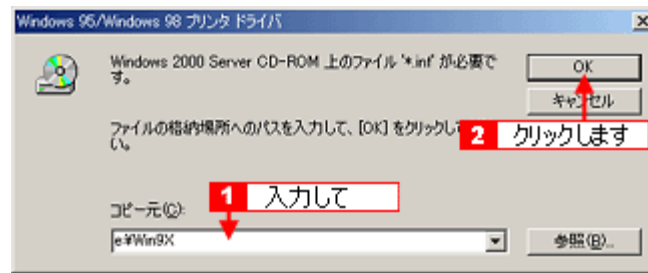 Windows 95/Windows 98 プリンタ ドライバ
Windows 2000 Server CD-ROM 上のファイル '*.inf' が必要で
す。
OK
キャンセル
ファイルの格納場所へのパスを入力して、[OK] をクリックして
い。
2 クリックします
1 入力して
コピー元(C):
e:¥Win9X
参照(B)...